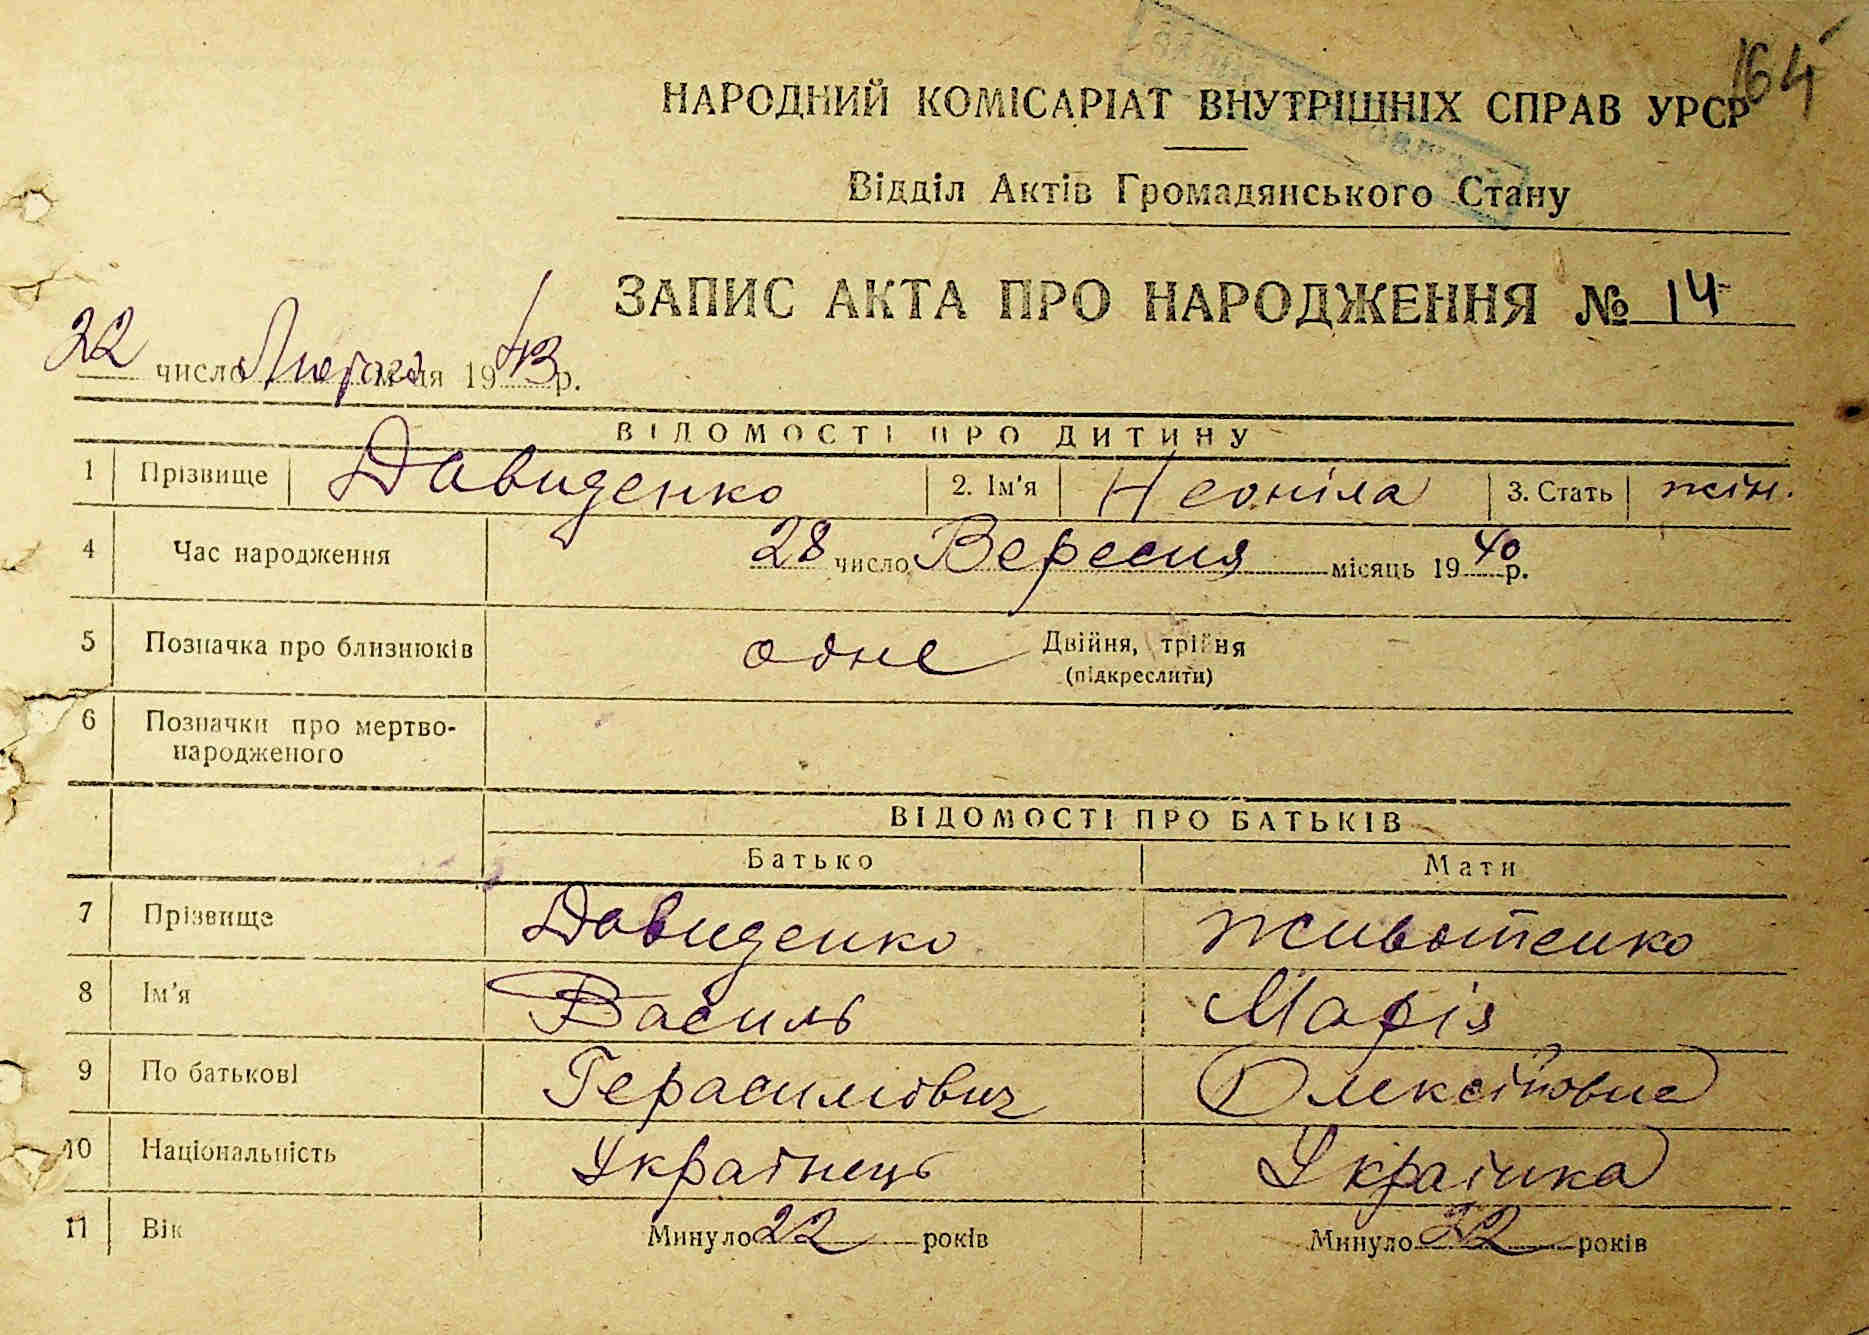 164
НАРОДНИЙ КОМІСАРІАТ ВНУТРІШНІХ СПРАВ УРСР
Відділ Актів Громадянського Стану
ЗАПИС АКТА ПРО НАРОДЖЕННЯ № 14
22 число Лютого м-ця 1943 р.
ВІДОМОСТІ ПРО ДИТИНУ
1 Прізвище Давиденко 2. Ім'я Неоніла 3. Стать жін.
4 Час народження 28 число Вересня місяць 1940 р.
5 Позначка про близнюків одне Двійня, трійня
(підкреслити)
6 Позначки про мертво-
народженого
ВІДОМОСТІ ПРО БАТЬКІВ
Батько Мати
7 Прізвище Давиденко Животенко
8 Ім'я Василь Марія
9 По батькові Герасимович Олексіївна
10 Національність Українець Українка
11 Вік Минуло 22 років Минуло 22 років